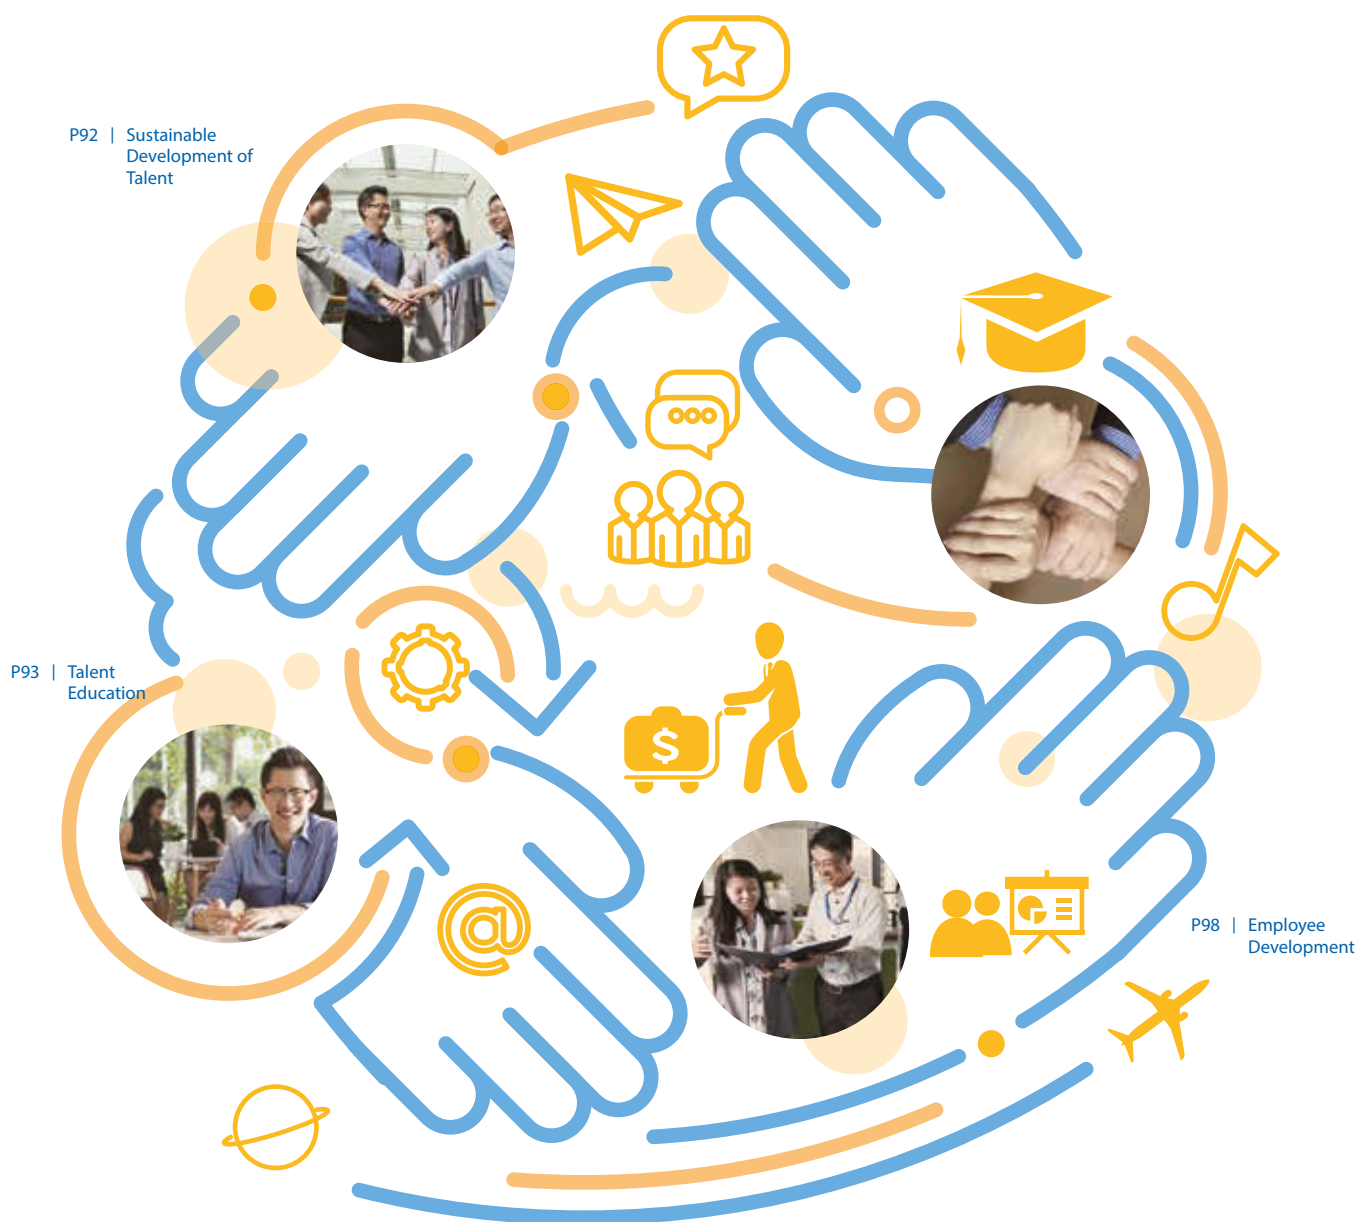 P92 | Sustainable
Development of
Talent
P93 | Talent
Education
$
@
P98 | Employee
Development